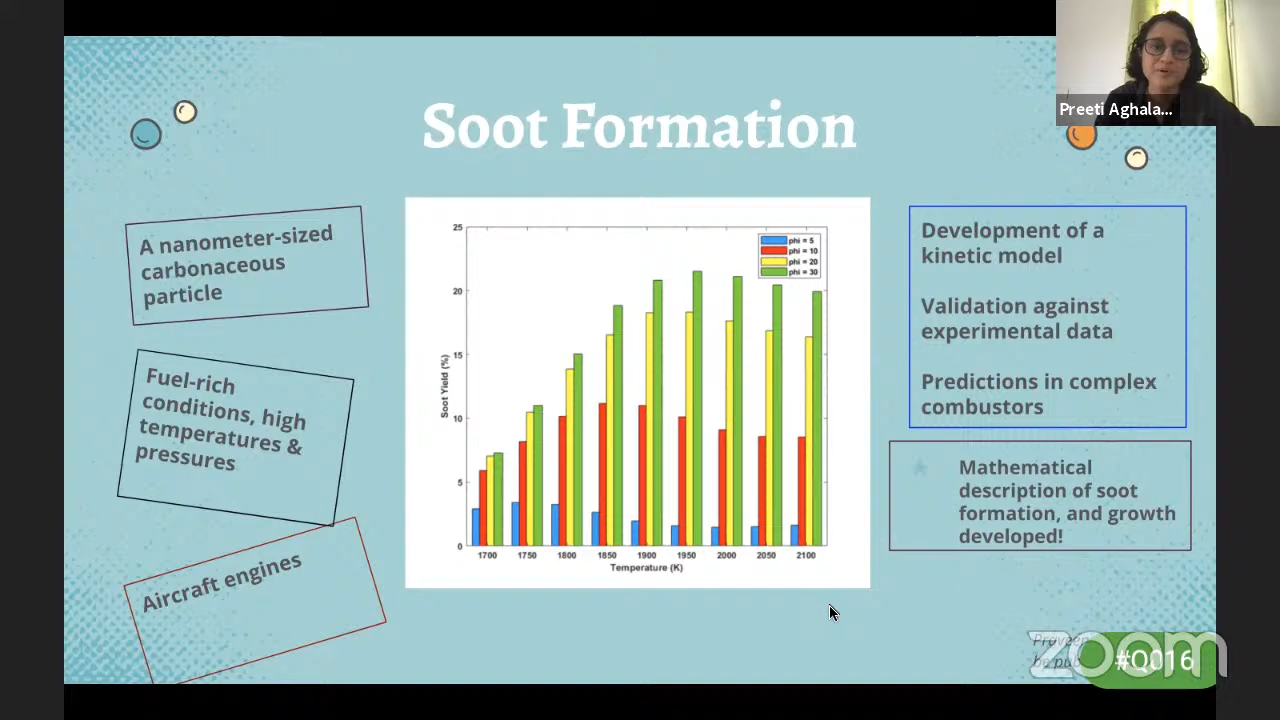 Preeti Aghala...
Soot Formation
A nanometer-sized
carbonaceous
particle
Fuel-rich
conditions, high
temperatures &
pressures
Aircraft engines
25
20
15
10
5
0
Soot Yield (%)
phi = 5
phi = 10
phi = 20
phi = 30
1700 1750 1800 1850 1900 1950 2000 2050 2100
Temperature (K)
Development of a
kinetic model
Validation against
experimental data
Predictions in complex
combustors
Mathematical
description of soot
formation, and growth
developed!
zoom
#Q016